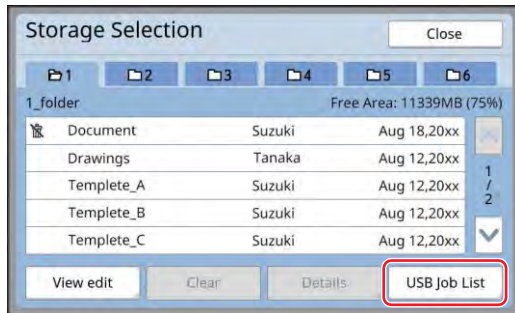 Storage Selection
Close
1 2 3 4 5 6
1_folder Free Area: 11339MB (75%)
Document Suzuki Aug 18,20xx
Drawings Tanaka Aug 12,20xx
Templete_A Suzuki Aug 12,20xx
Templete_B Suzuki Aug 12,20xx
Templete_C Suzuki Aug 12,20xx
1
/
2
View edit Clear Details USB Job List